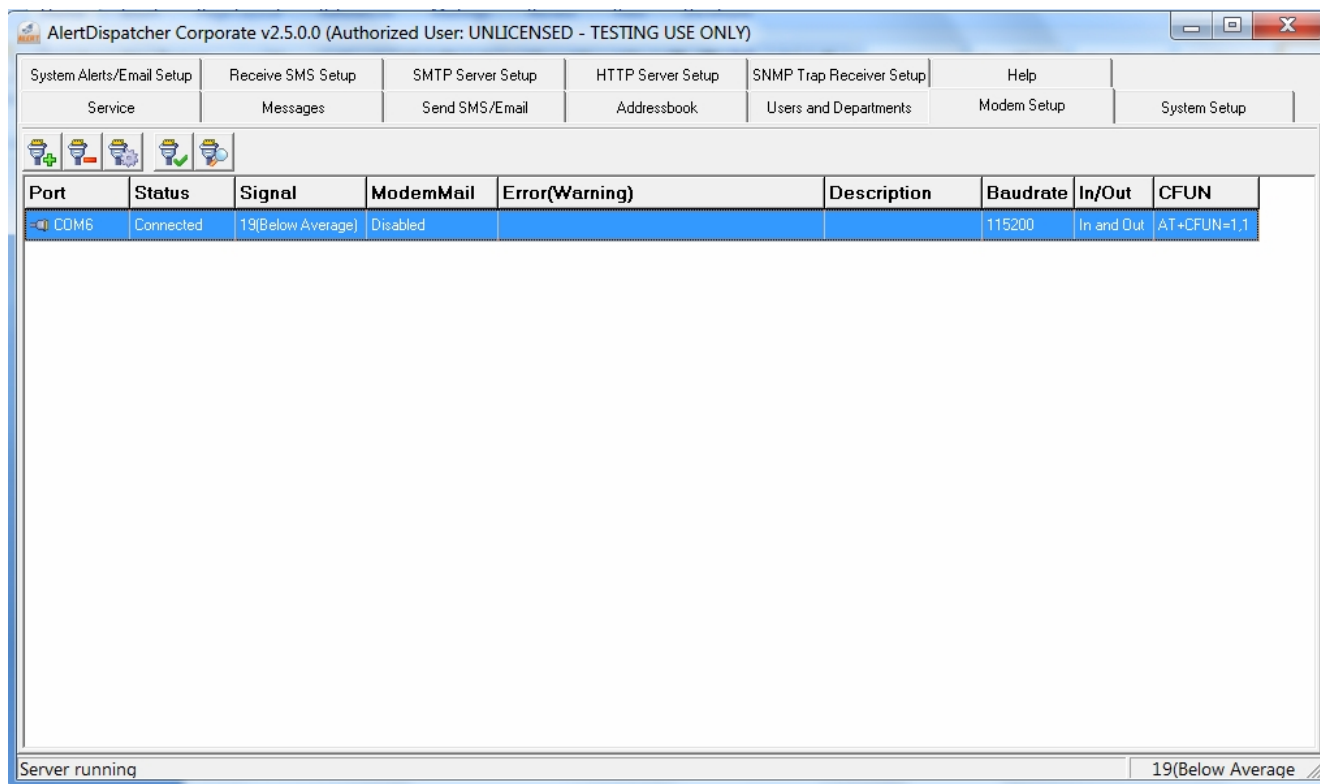 AlertDispatcher Corporate v2.5.0.0 (Authorized User: UNLICENSED - TESTING USE ONLY)
System Alerts/Email Setup Receive SMS Setup SMTP Server Setup HTTP Server Setup SNMP Trap Receiver Setup Help
Service Messages Send SMS/Email Addressbook Users and Departments Modem Setup System Setup
Port Status Signal ModemMail Error(Warning) Description Baudrate In/Out CFUN
COM6 Connected 19(Below Average) Disabled 115200 In and Out AT+CFUN=1,1
Server running 19(Below Average